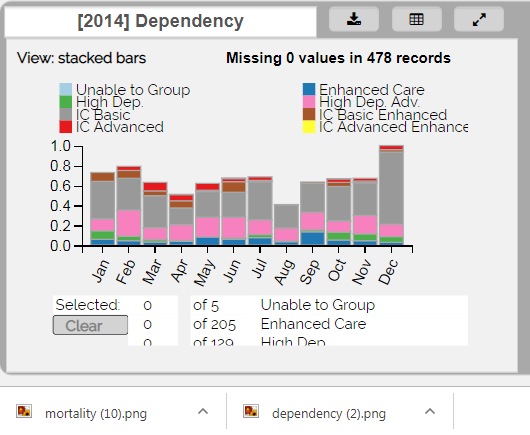 [2014] Dependency
View: stacked bars
Missing 0 values in 478 records
Unable to Group
Enhanced Care
High Dep.
High Dep. Adv.
IC Basic
IC Basic Enhanced
IC Advanced
IC Advanced Enhance
1.0
0.8
0.6
0.4
0.2
0.0
Jan Feb Mar Apr May Jun Jul Aug Sep Oct Nov Dec
Selected: 0 of 5 Unable to Group
Clear 0 of 205 Enhanced Care
0 of 129 High Dep
mortality (10).png
dependency (2).png